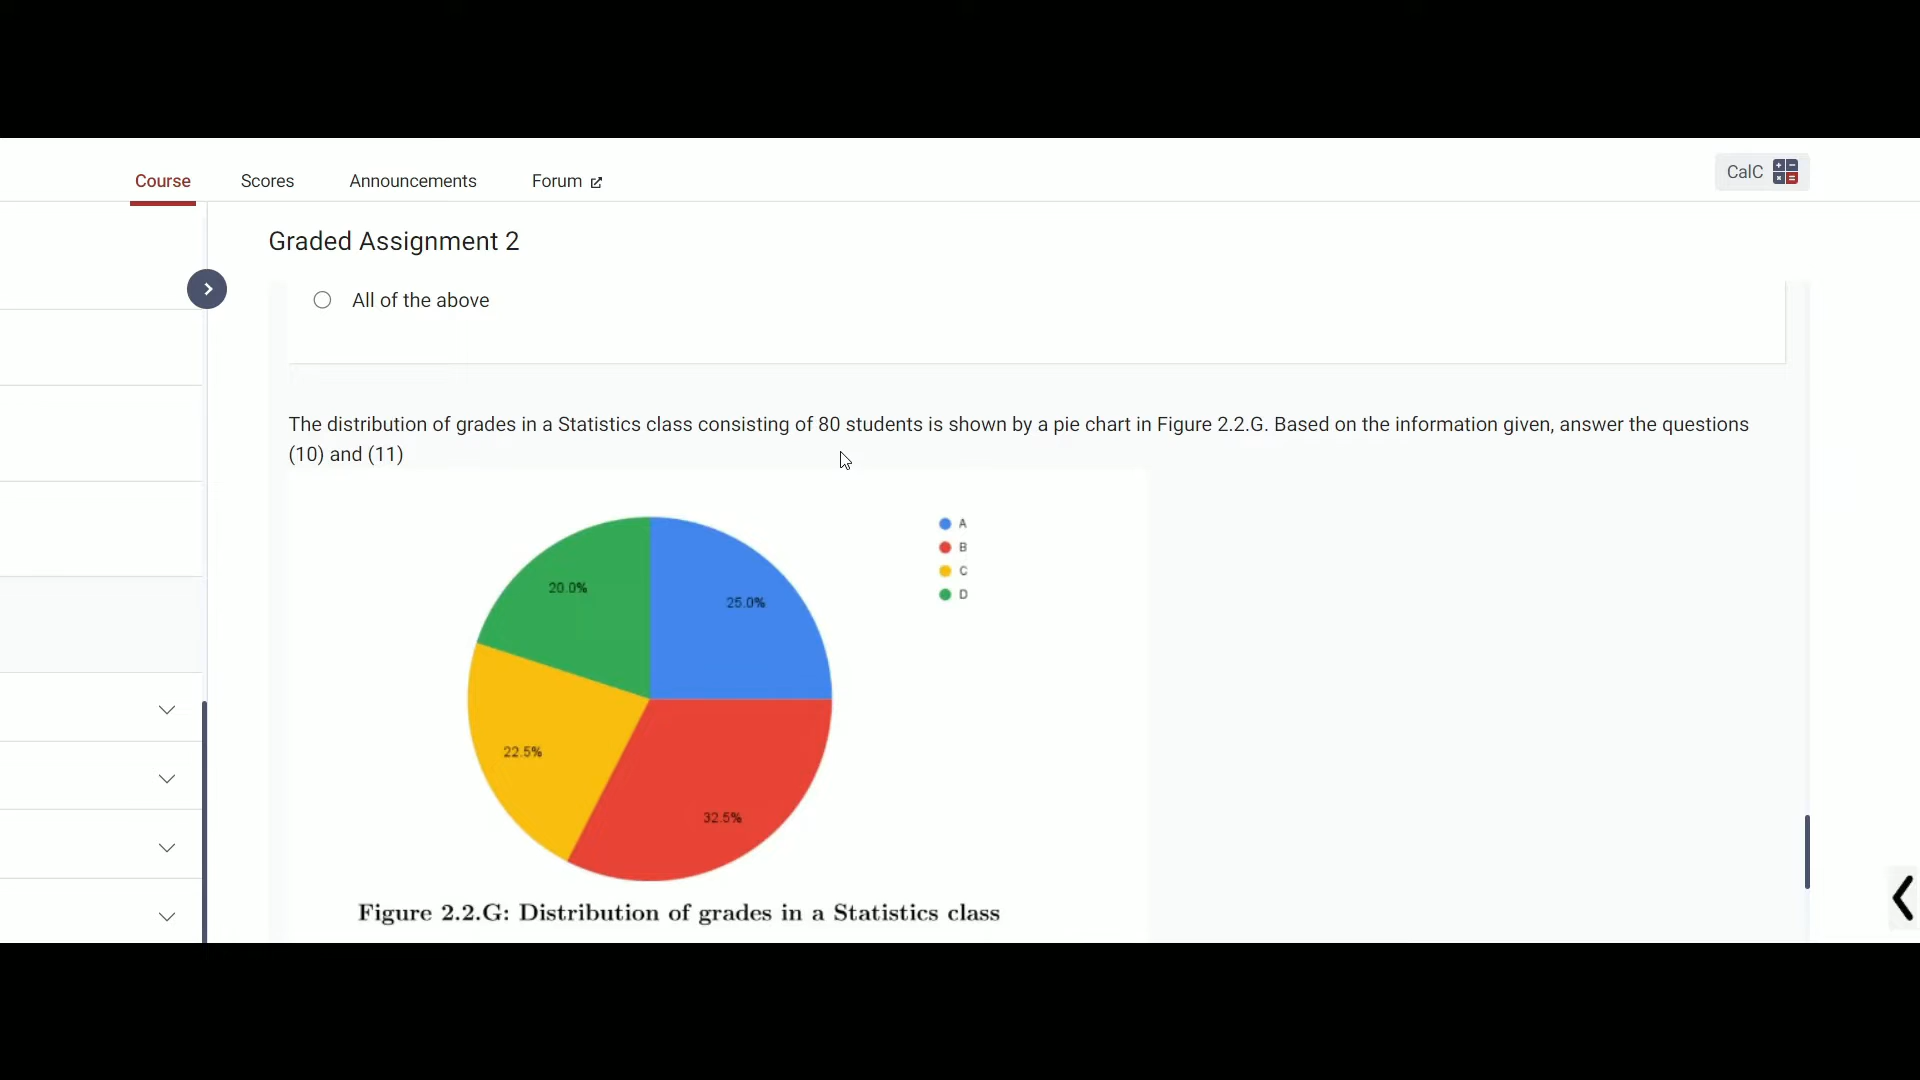 Course Scores Announcements Forum CalC
Graded Assignment 2
All of the above
The distribution of grades in a Statistics class consisting of 80 students is shown by a pie chart in Figure 2.2.G. Based on the information given, answer the questions
(10) and (11)
A
B
C
D
20.0%
25.0%
22.5%
32.5%
Figure 2.2.G: Distribution of grades in a Statistics class